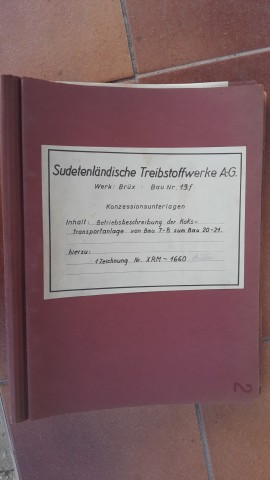 Sudetenländische Treibstoffwerke A.G.
Werk: Brüx - Bau Nr. 19f
Konzessionsunterlagen
Inhalt: Betriebsbeschreibung der Koks-
transportanlage von Bau 7-8 zum Bau 20-21.
hierzu:
1 Zeichnung Nr. XRM-1660
2